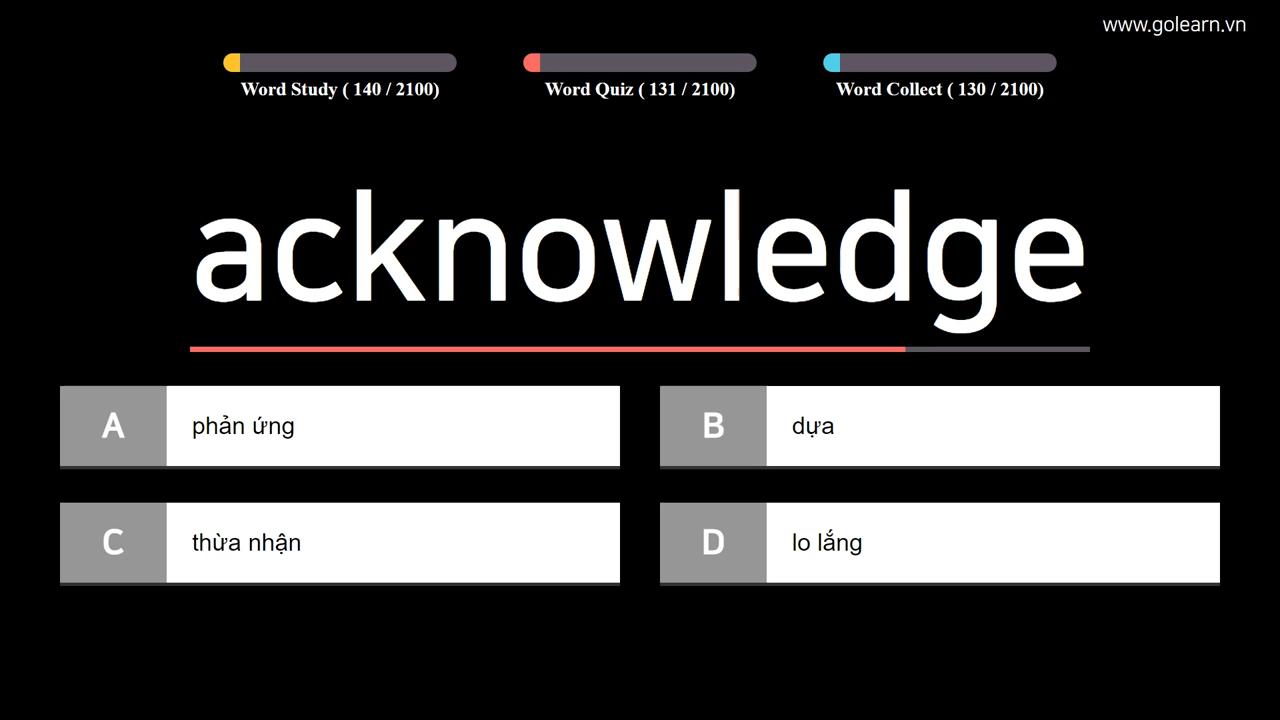 www.golearn.vn
Word Study ( 140 / 2100)
Word Quiz ( 131 / 2100)
Word Collect ( 130 / 2100)
acknowledge
A phản ứng
B dựa
C thừa nhận
D lo lắng